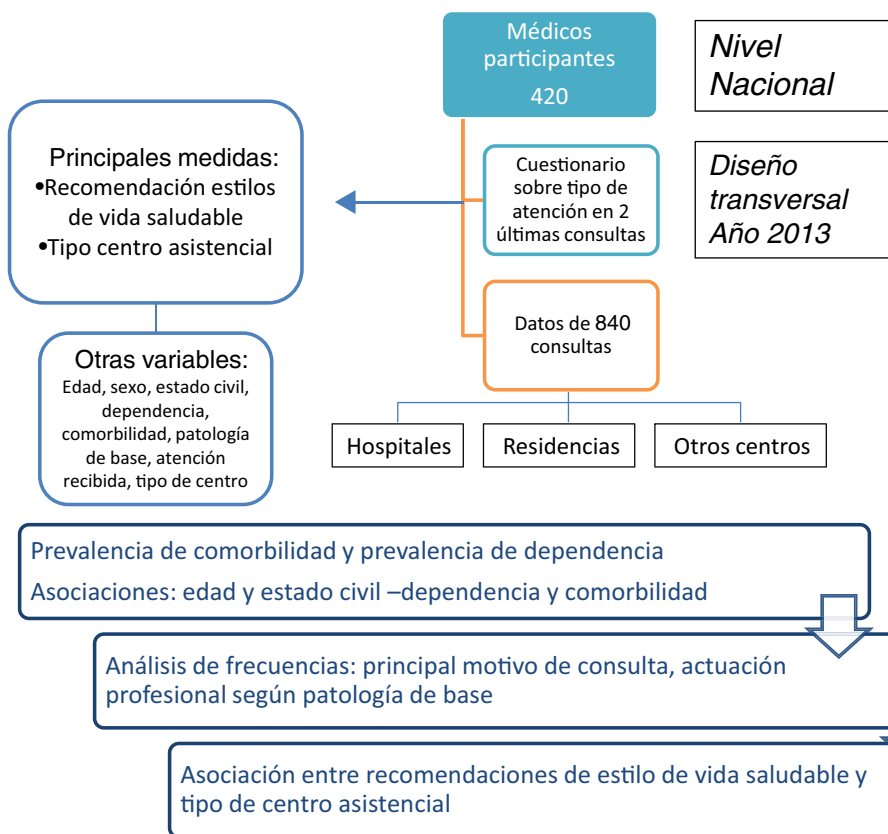 Médicos
participantes
420
Nivel
Nacional
Principales medidas:
•Recomendación estilos
de vida saludable
•Tipo centro asistencial
Cuestionario
sobre tipo de
atención en 2
últimas consultas
Diseño
transversal
Año 2013
Otras variables:
Edad, sexo, estado civil,
dependencia,
comorbilidad, patología
de base, atención
recibida, tipo de centro
Datos de 840
consultas
Hospitales
Residencias
Otros centros
Prevalencia de comorbilidad y prevalencia de dependencia
Asociaciones: edad y estado civil –dependencia y comorbilidad
Análisis de frecuencias: principal motivo de consulta, actuación
profesional según patología de base
Asociación entre recomendaciones de estilo de vida saludable y
tipo de centro asistencial